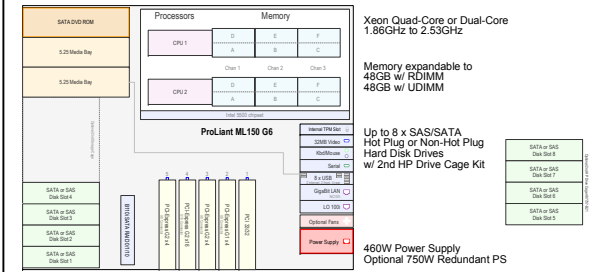 SATA DVD ROM
5.25 Media Bay
5.25 Media Bay
Processors
Memory
CPU 1
D
E
F
A
B
C
Chan 1
Chan 2
Chan 3
CPU 2
D
E
F
A
B
C
Intel 5500 chipset
ProLiant ML150 G6
Internal TPM Slot
32MB Video
Kbd/Mouse
Serial
8 x USB
GigaBit LAN
LO 100i
Optional Fans
Power Supply
5
4
3
2
1
PCI-Express G2 x4
PCI-Express G2 x16
PCI-Express G2 x4
PCI-Express G1 x4
PCI 32/32
SATA or SAS
Disk Slot 4
SATA or SAS
Disk Slot 3
SATA or SAS
Disk Slot 2
SATA or SAS
Disk Slot 1
Xeon Quad-Core or Dual-Core
1.86GHz to 2.53GHz
Memory expandable to
48GB w/ RDIMM
48GB w/ UDIMM
Up to 8 x SAS/SATA
Hot Plug or Non-Hot Plug
Hard Disk Drives
w/ 2nd HP Drive Cage Kit
460W Power Supply
Optional 750W Redundant PS
SATA or SAS
Disk Slot 8
SATA or SAS
Disk Slot 7
SATA or SAS
Disk Slot 6
SATA or SAS
Disk Slot 5